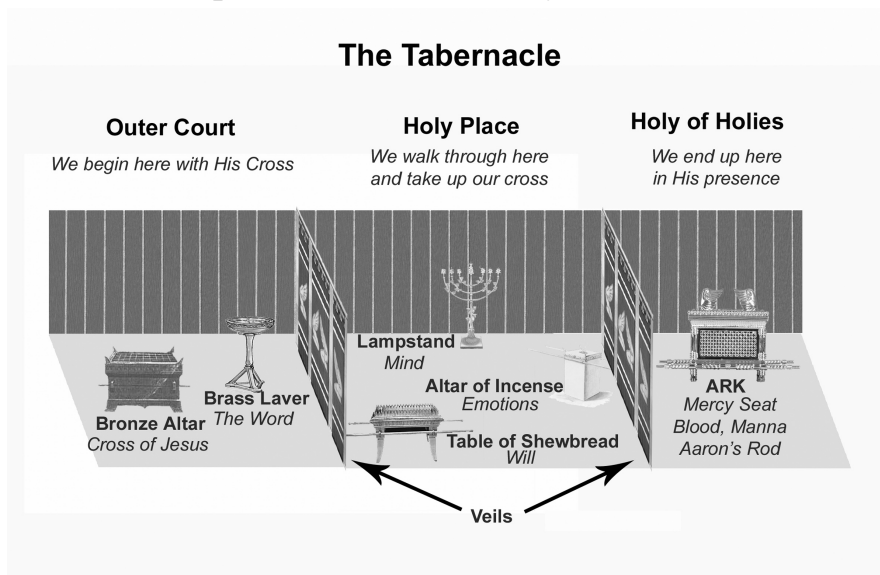 The Tabernacle
Outer Court
We begin here with His Cross
Holy Place
We walk through here
and take up our cross
Holy of Holies
We end up here
in His presence
Bronze Altar
Cross of Jesus
Brass Laver
The Word
Lampstand
Mind
Altar of Incense
Emotions
Table of Shewbread
Will
ARK
Mercy Seat
Blood, Manna
Aaron's Rod
Veils